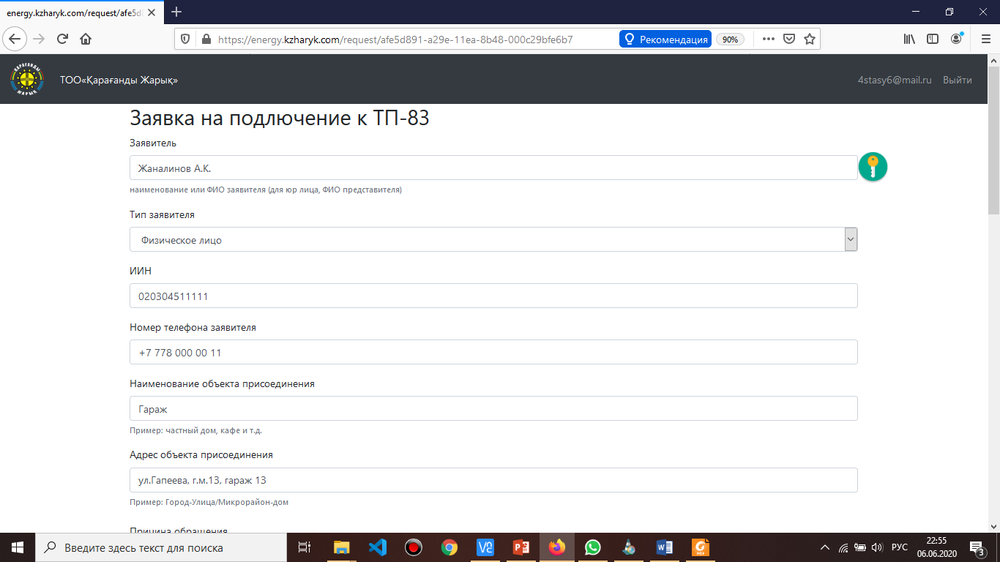 energy.kzharyk.com/request/afe5d8
https://energy.kzharyk.com/request/afe5d891-a29e-11ea-8b48-000c29bfe6b7
Рекомендация
90%
ҚАРАҒАНДЫ
ЖАРЫҚ
ТОО«Қарағанды Жарық»
4stasy6@mail.ru Выйти
Заявка на подлючение к ТП-83
Заявитель
Жаналинов А.К.
наименование или ФИО заявителя (для юр лица, ФИО представителя)
Тип заявителя
Физическое лицо
ИИН
020304511111
Номер телефона заявителя
+7 778 000 00 11
Наименование объекта присоединения
Гараж
Пример: частный дом, кафе и т.д.
Адрес объекта присоединения
ул.Гапеева, г.м.13, гараж 13
Пример: Город-Улица/Микрорайон-дом
Причина обращения
Введите здесь текст для поиска
РУС
22:55
06.06.2020
3